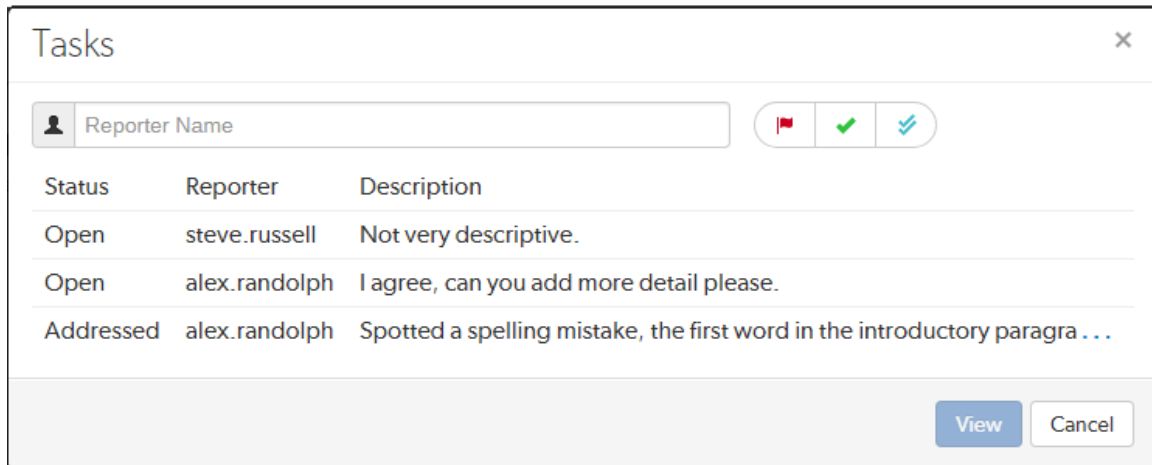 Tasks ×
Reporter Name
Status Reporter Description
Open steve.russell Not very descriptive.
Open alex.randolph I agree, can you add more detail please.
Addressed alex.randolph Spotted a spelling mistake, the first word in the introductory paragra ...
View Cancel